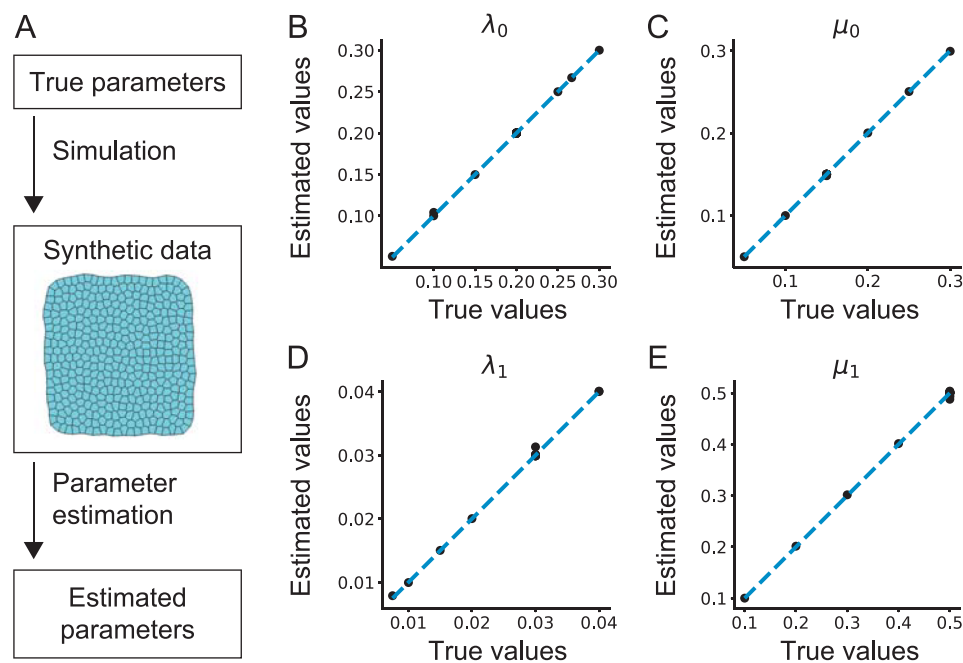 A
True parameters
Simulation
Synthetic data
Parameter
estimation
Estimated
parameters
B
λ0
Estimated values
0.30
0.25
0.20
0.15
0.10
0.10 0.15 0.20 0.25 0.30
True values
C
μ0
Estimated values
0.3
0.2
0.1
0.1 0.2 0.3
True values
D
λ1
Estimated values
0.04
0.03
0.02
0.01
0.01 0.02 0.03 0.04
True values
E
μ1
Estimated values
0.5
0.4
0.3
0.2
0.1
0.1 0.2 0.3 0.4 0.5
True values